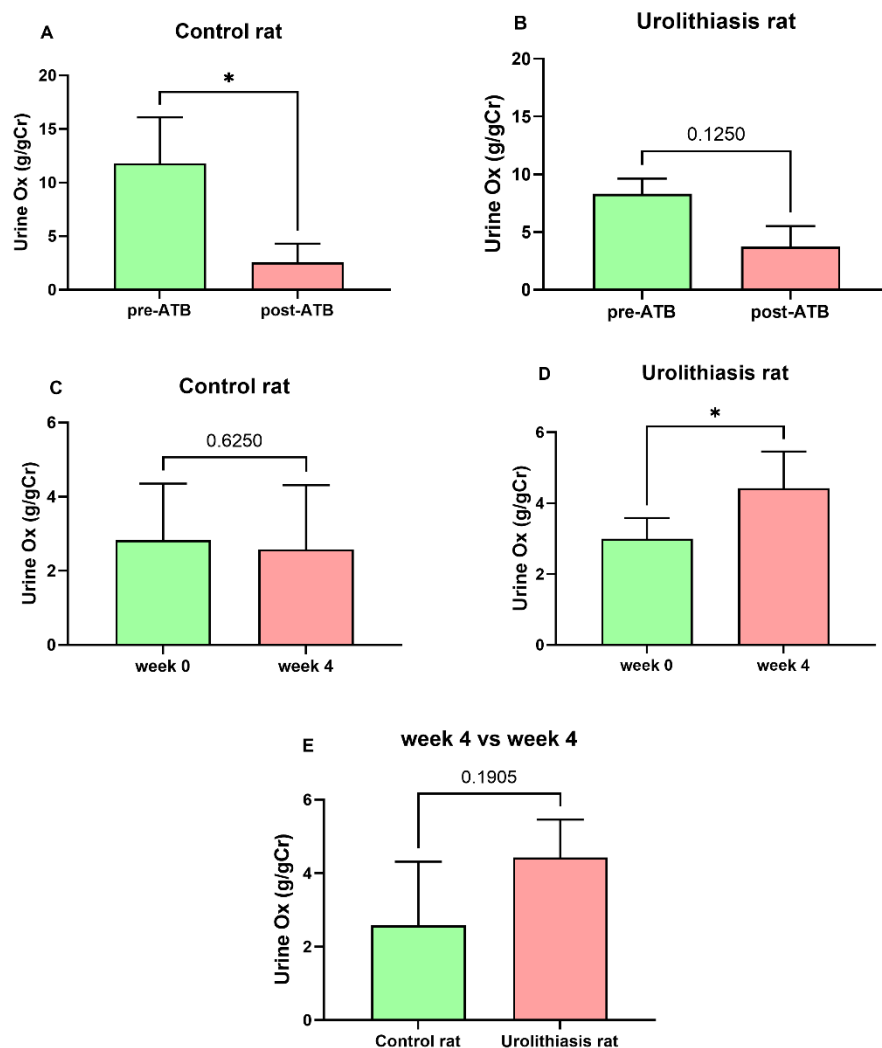 A
Control rat
Urine Ox (g/gCr)
20
15
10
5
0
*
pre-ATB
post-ATB
B
Urolithiasis rat
Urine Ox (g/gCr)
20
15
10
5
0
0.1250
pre-ATB
post-ATB
C
Control rat
Urine Ox (g/gCr)
6
4
2
0
0.6250
week 0
week 4
D
Urolithiasis rat
Urine Ox (g/gCr)
6
4
2
0
*
week 0
week 4
E
week 4 vs week 4
Urine Ox (g/gCr)
6
4
2
0
0.1905
Control rat
Urolithiasis rat